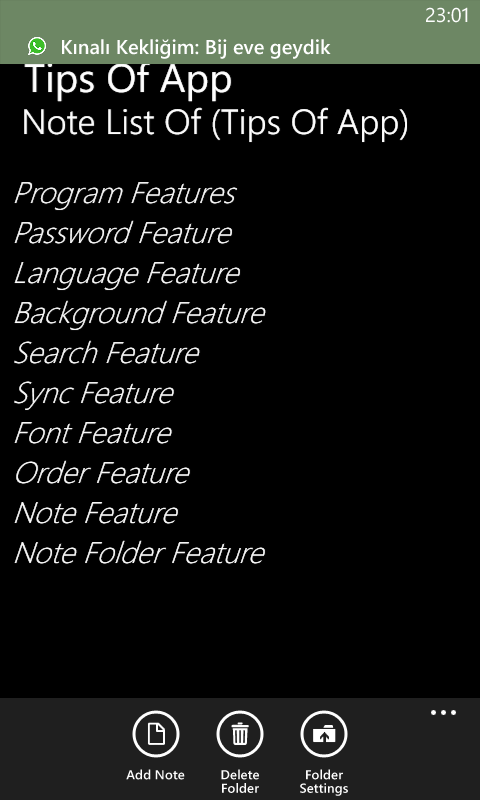 23:01
Kınalı Kekliğim: Bij eve geydik
Tips Of App
Note List Of (Tips Of App)
Program Features
Password Feature
Language Feature
Background Feature
Search Feature
Sync Feature
Font Feature
Order Feature
Note Feature
Note Folder Feature
Add Note
Delete Folder
Folder Settings